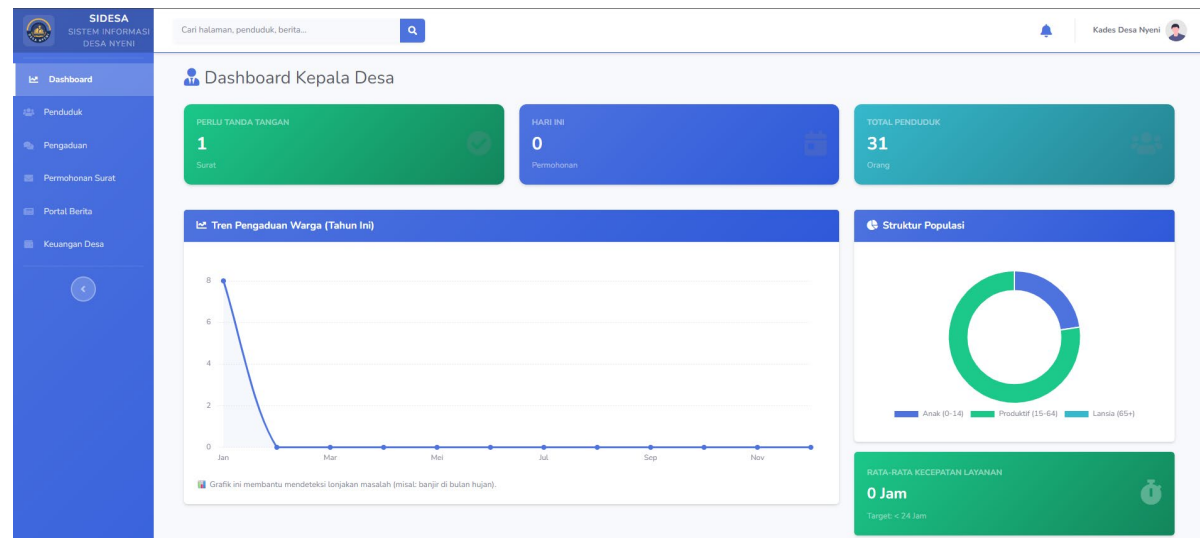 SIDESA
SISTEM INFORMASI
DESA NYENI
Cari halaman, penduduk, berita...
Kades Desa Nyeni
Dashboard
Penduduk
Pengaduan
Permohonan Surat
Portal Berita
Keuangan Desa
Dashboard Kepala Desa
PERLU TANDA TANGAN
1
Surat
HARI INI
0
Permohonan
TOTAL PENDUDUK
31
Orang
Tren Pengaduan Warga (Tahun Ini)
8
6
4
2
0
Jan Mar Mei Jul Sep Nov
Grafik ini membantu mendeteksi lonjakan masalah (misal: banjir di bulan hujan).
Struktur Populasi
Anak (0-14) Produktif (15-64) Lansia (65+)
RATA-RATA KECEPATAN LAYANAN
0 Jam
Target: < 24 Jam